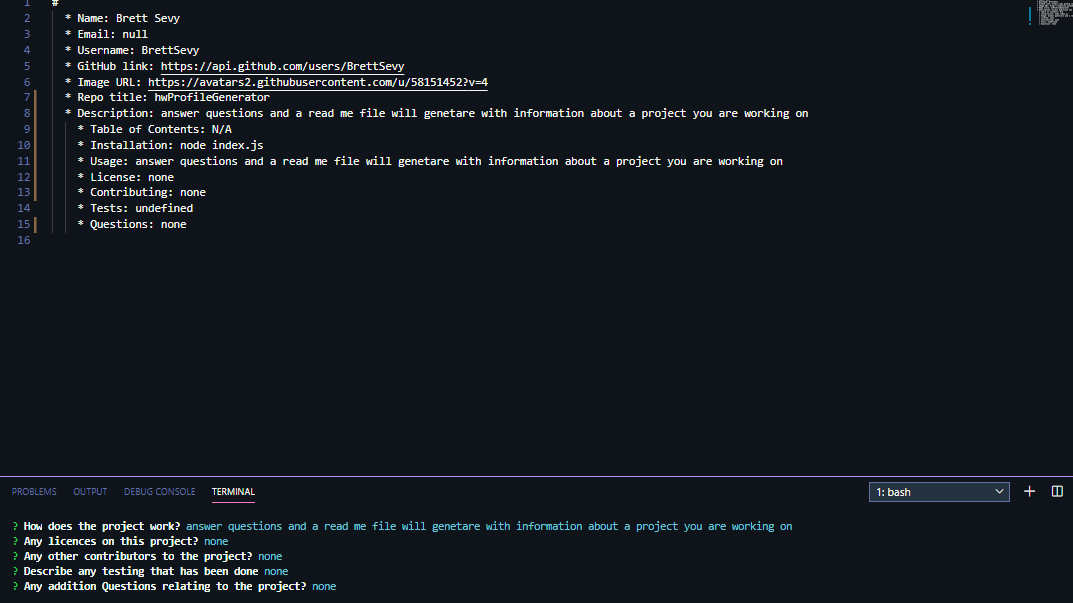 1 #
2 * Name: Brett Sevy
3 * Email: null
4 * Username: BrettSevy
5 * GitHub link: https://api.github.com/users/BrettSevy
6 * Image URL: https://avatars2.githubusercontent.com/u/58151452?v=4
7 * Repo title: hwProfileGenerator
8 * Description: answer questions and a read me file will genetare with information about a project you are working on
9 * Table of Contents: N/A
10 * Installation: node index.js
11 * Usage: answer questions and a read me file will genetare with information about a project you are working on
12 * License: none
13 * Contributing: none
14 * Tests: undefined
15 * Questions: none
16
PROBLEMS OUTPUT DEBUG CONSOLE TERMINAL 1: bash
? How does the project work? answer questions and a read me file will genetare with information about a project you are working on
? Any licences on this project? none
? Any other contributors to the project? none
? Describe any testing that has been done none
? Any addition Questions relating to the project? none